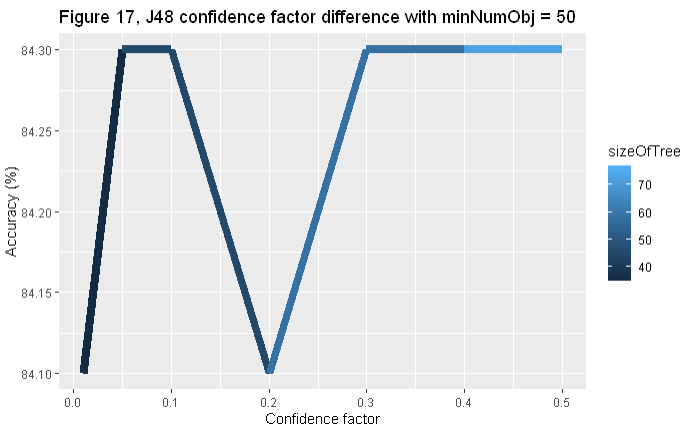 Figure 17, J48 confidence factor difference with minNumObj = 50
84.30
84.25
84.20
84.15
84.10
Accuracy (%)
0.0 0.1 0.2 0.3 0.4 0.5
Confidence factor
sizeOfTree
70
60
50
40